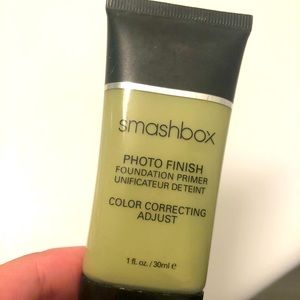 smashbox
PHOTO FINISH
FOUNDATION PRIMER
UNIFICATEUR DE TEINT
COLOR CORRECTING
ADJUST
1 fl. oz. / 30ml e